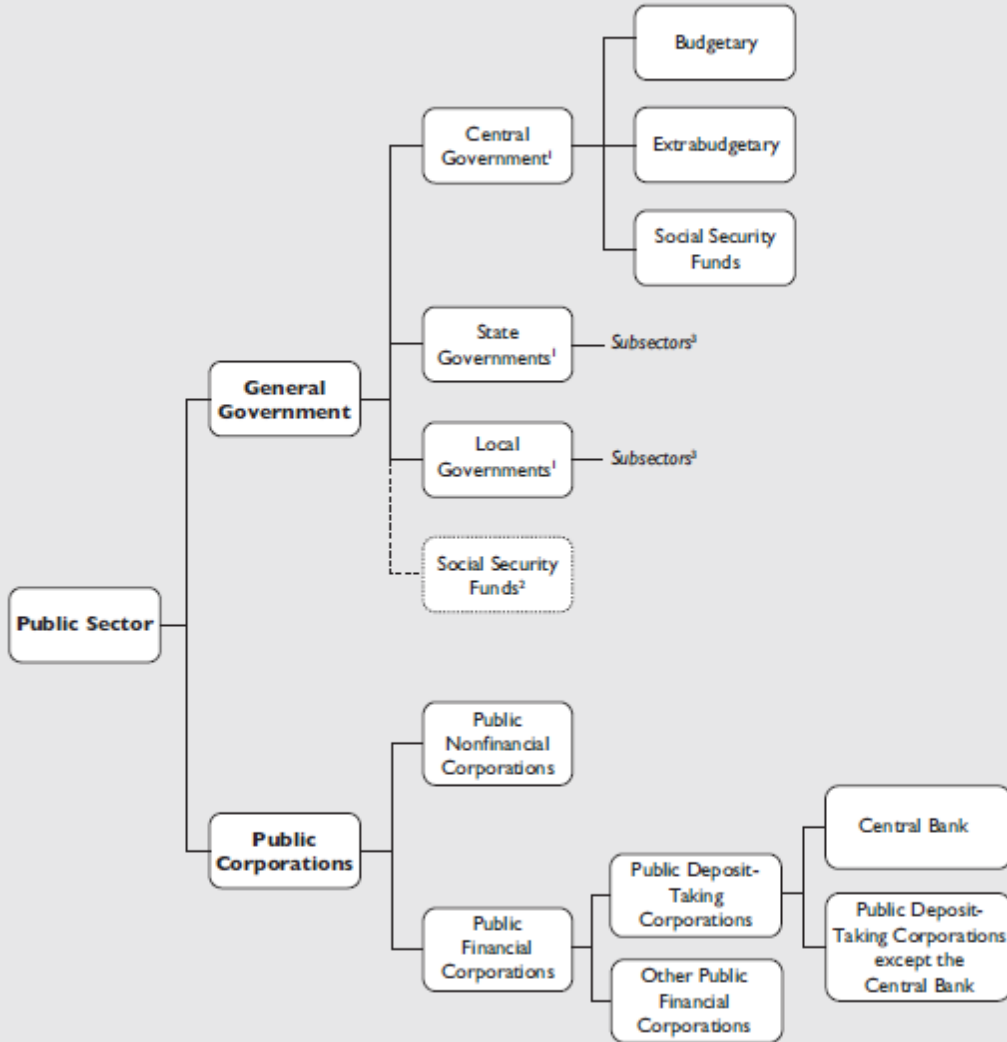 Budgetary
Central
Government¹
Extrabudgetary
Social Security
Funds
State
Governments¹
Subsectors³
General
Government
Local
Governments¹
Subsectors³
Social Security
Funds²
Public Sector
Public
Nonfinancial
Corporations
Public
Corporations
Central Bank
Public Deposit-
Taking
Corporations
Public
Financial
Corporations
Public Deposit-
Taking Corporations
except the
Central Bank
Other Public
Financial
Corporations